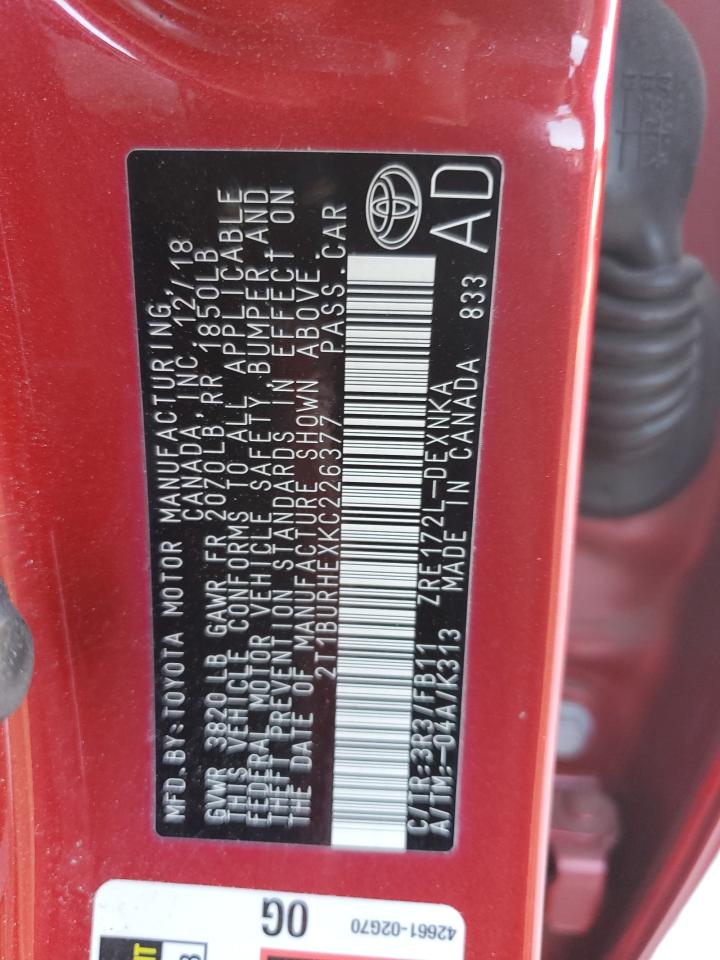 MFD.BY:TOYOTA MOTOR MANUFACTURING,
CANADA, INC. 12/18
GVWR 3820 LB GAWR FR 2070LB RR 1850LB
THIS VEHICLE CONFORMS TO ALL APPLICABLE
FEDERAL MOTOR VEHICLE SAFETY, BUMPER AND
THEFT PREVENTION STANDARDS IN EFFECT ON
THE DATE OF MANUFACTURE SHOWN ABOVE.
2T1BURHEXKC226377 PASS.CAR
C/TR:3R3/FB11 ZRE172L-DEXNKA AD
A/TM:-04A/K313 MADE IN CANADA 833
0G
42661-02G70